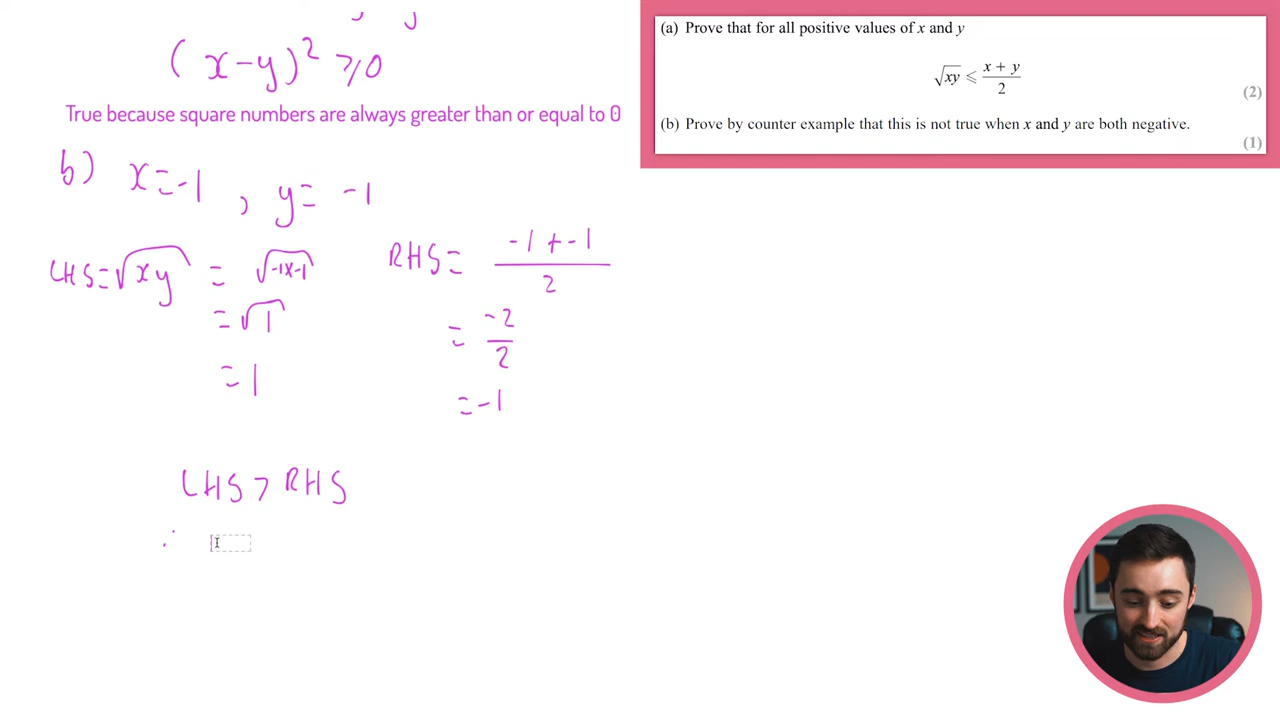 (x-y)² ≥0
True because square numbers are always greater than or equal to 0
b) x=-1, y= -1
LHS=√xy = √-1x-1
=√1
=1
RHS= -1+-1/2
= -2/2
=-1
LHS > RHS
∴
(a) Prove that for all positive values of x and y
√xy ⩽ x + y/2
(2)
(b) Prove by counter example that this is not true when x and y are both negative.
(1)